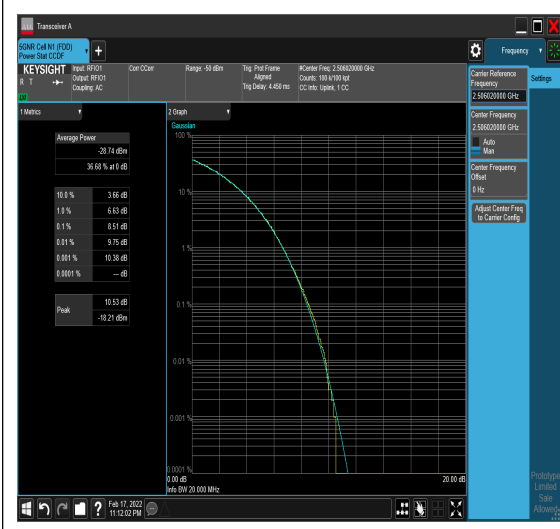 Transceiver A
5GNR Cell N1 (FDD)
Power Stat CCDF
+
Frequency
KEYSIGHT
R T
Input: RFIO1
Output: RFIO1
Coupling: AC
Corr CCorr
Range: -50 dBm
Trig: Prot Frame
Aligned
Trig Delay: 4.450 ms
#Center Freq: 2.506020000 GHz
Counts: 100 k/100 kpt
CC Info: Uplink, 1 CC
1 Metrics
Average Power
-28.74 dBm
36.68 % at 0 dB
10.0 % 3.66 dB
1.0 % 6.63 dB
0.1 % 8.51 dB
0.01 % 9.75 dB
0.001 % 10.38 dB
0.0001 % --- dB
Peak
10.53 dB
-18.21 dBm
2 Graph
Gaussian
100 %
10 %
1 %
0.1 %
0.01 %
0.001 %
0.0001 %
0.00 dB 20.00 dB
Info BW 20.000 MHz
Carrier Reference
Frequency
2.506020000 GHz
Settings
Center Frequency
2.506020000 GHz
Auto
Man
Center Frequency
Offset
0 Hz
Adjust Center Freq
to Carrier Config
Prototype
Limited
Sale
Allowed
?
Feb 17, 2022
11:12:02 PM